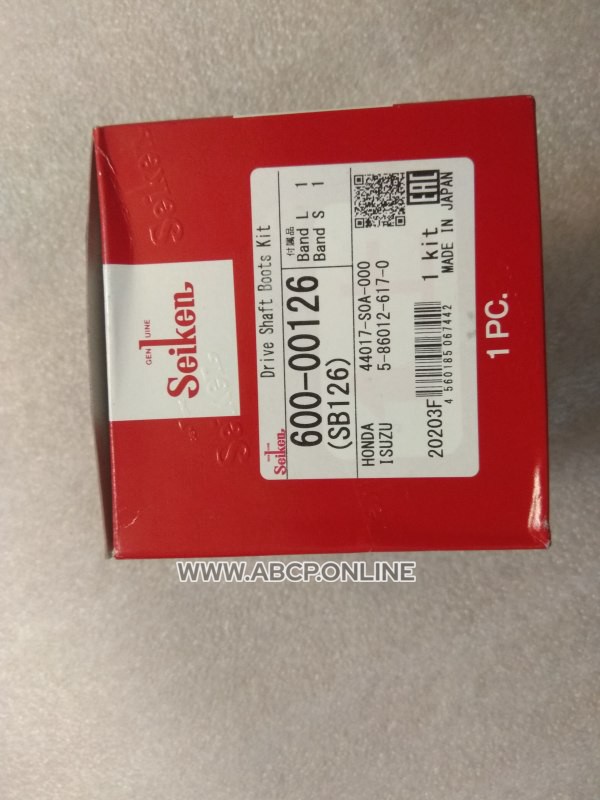 GENUINE
Seiken
Seiken
Seiken
Drive Shaft Boots Kit
600-00126
(SB126)
付属品
Band L 1
Band S 1
Seiken
HONDA 44017-S0A-000
ISUZU 5-86012-617-0
20203F
4 560185 067442
1 kit
EAC
MADE IN JAPAN
1 PC.
WWW.ABCP.ONLINE